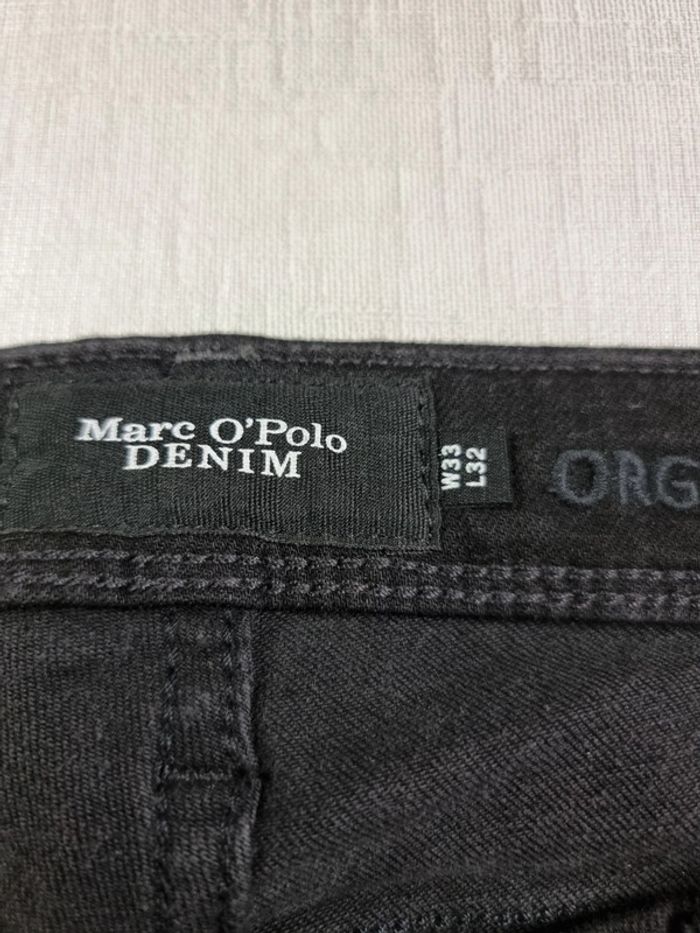 Marc O'Polo
DENIM
W33
L32
ORG